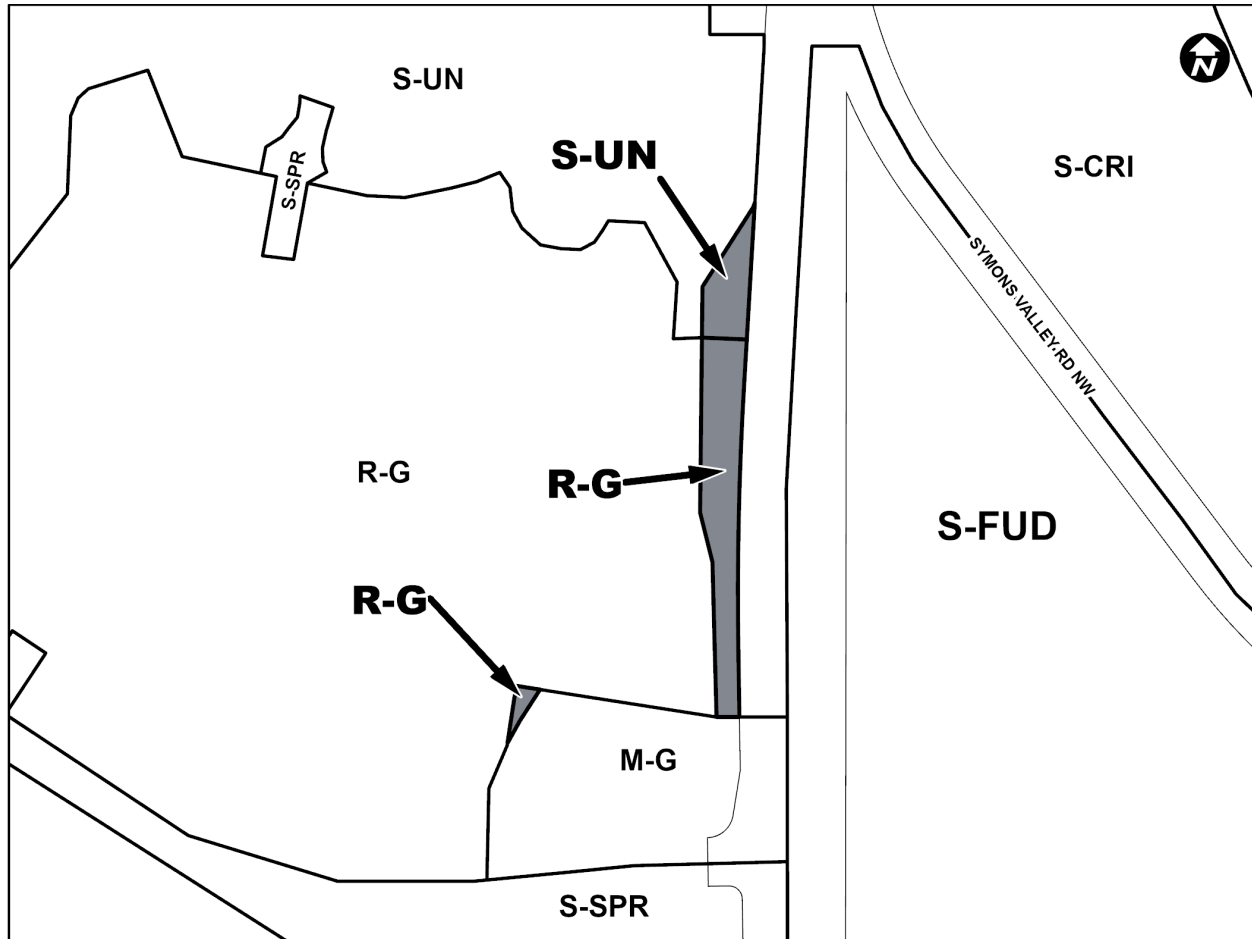 S-UN
N
S-UN
S-CRI
S-SPR
SYMONS VALLEY RD NW
R-G
R-G
S-FUD
R-G
M-G
S-SPR